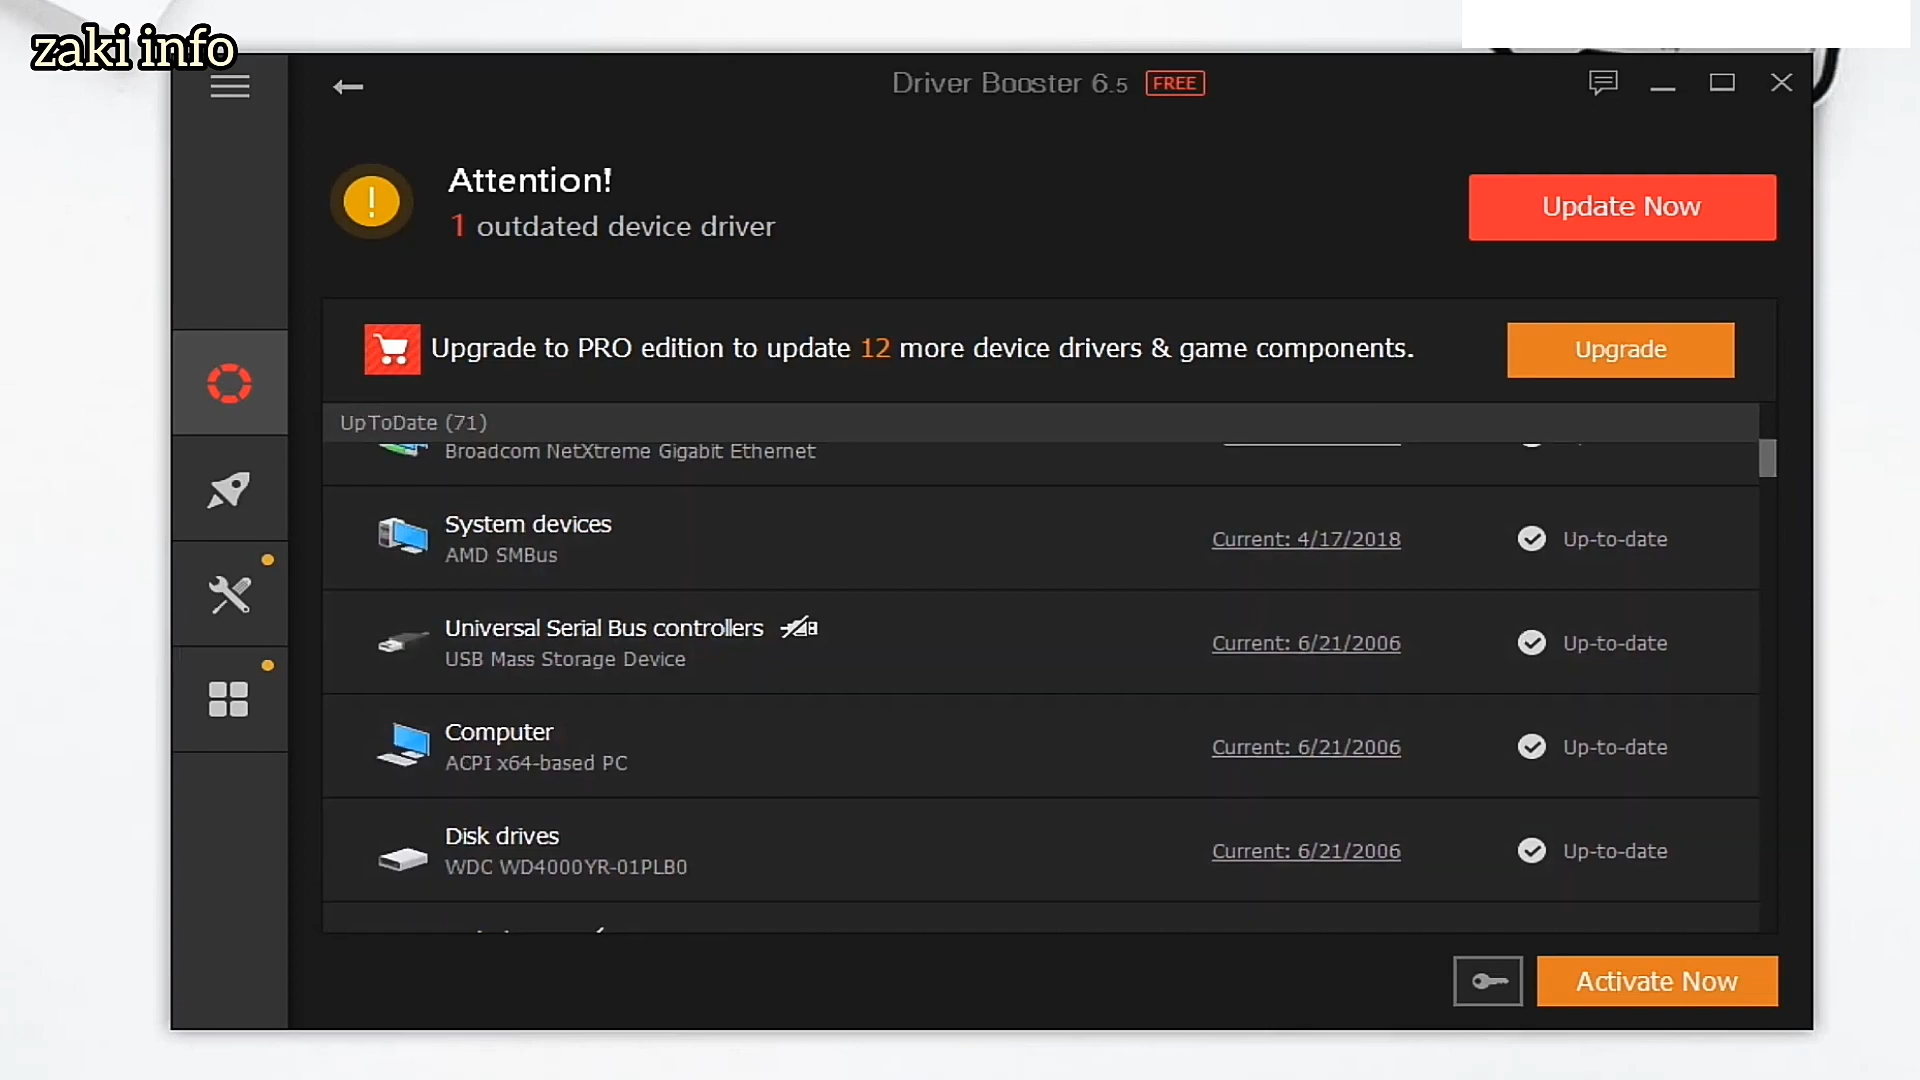 zaki info
Driver Booster 6.5 FREE
Attention!
1 outdated device driver
Update Now
Upgrade to PRO edition to update 12 more device drivers & game components.
Upgrade
UpToDate (71)
Broadcom NetXtreme Gigabit Ethernet
System devices
AMD SMBus
Current: 4/17/2018
Up-to-date
Universal Serial Bus controllers
USB Mass Storage Device
Current: 6/21/2006
Up-to-date
Computer
ACPI x64-based PC
Current: 6/21/2006
Up-to-date
Disk drives
WDC WD4000YR-01PLB0
Current: 6/21/2006
Up-to-date
Activate Now